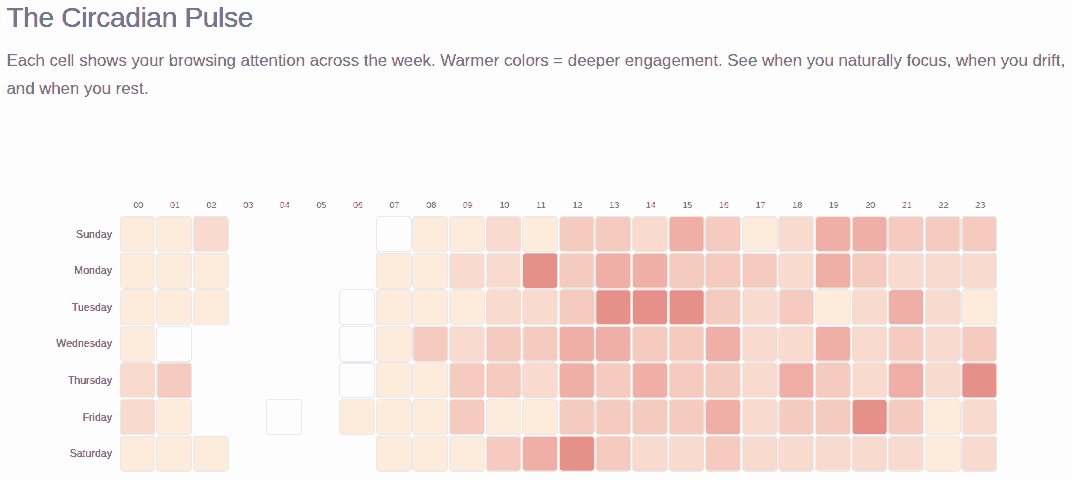 The Circadian Pulse
Each cell shows your browsing attention across the week. Warmer colors = deeper engagement. See when you naturally focus, when you drift,
and when you rest.
00 01 02 03 04 05 06 07 08 09 10 11 12 13 14 15 16 17 18 19 20 21 22 23
Sunday
Monday
Tuesday
Wednesday
Thursday
Friday
Saturday